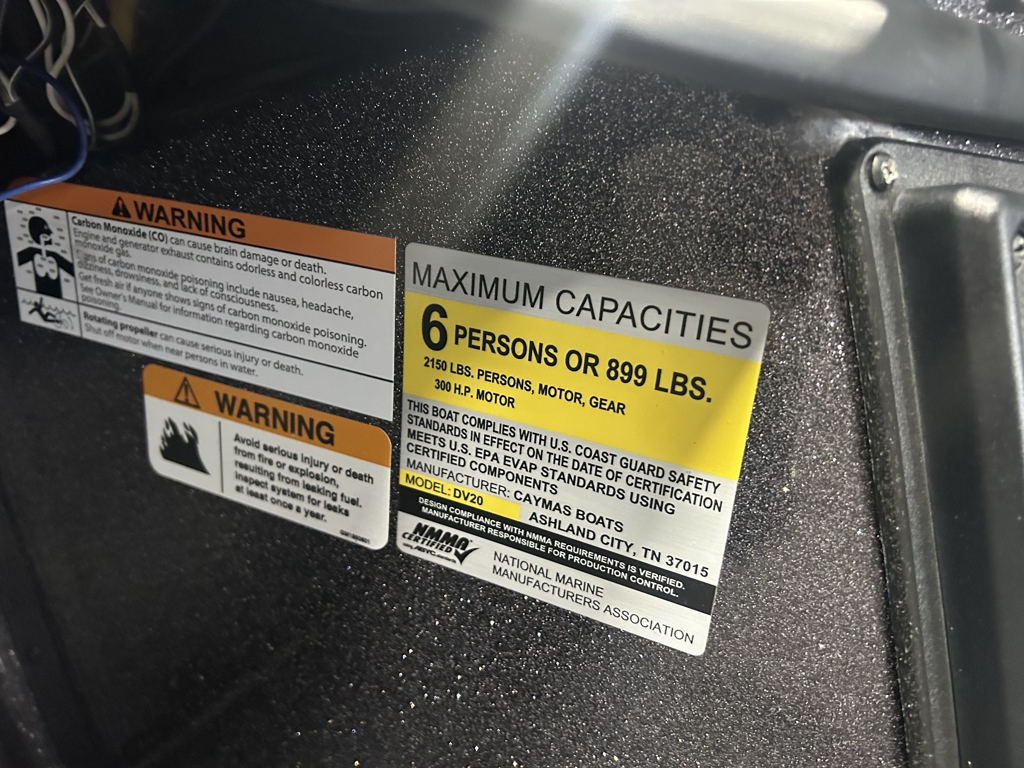 WARNING
Carbon Monoxide (CO) can cause brain damage or death.
Engine and generator exhaust contains odorless and colorless carbon
monoxide gas.
Signs of carbon monoxide poisoning include nausea, headache,
dizziness, drowsiness, and lack of consciousness.
Get fresh air if anyone shows signs of carbon monoxide poisoning.
See Owner's Manual for information regarding carbon monoxide
poisoning.
Rotating propeller can cause serious injury or death.
Shut off motor when near persons in water.
WARNING
Avoid serious injury or death
from fire or explosion,
resulting from leaking fuel.
Inspect system for leaks
at least once a year.
MAXIMUM CAPACITIES
6 PERSONS OR 899 LBS.
2150 LBS. PERSONS, MOTOR, GEAR
300 H.P. MOTOR
THIS BOAT COMPLIES WITH U.S. COAST GUARD SAFETY
STANDARDS IN EFFECT ON THE DATE OF CERTIFICATION
MEETS U.S. EPA EVAP STANDARDS USING
CERTIFIED COMPONENTS
MANUFACTURER: CAYMAS BOATS
MODEL: DV20 ASHLAND CITY, TN 37015
DESIGN COMPLIANCE WITH NMMA REQUIREMENTS IS VERIFIED.
MANUFACTURER RESPONSIBLE FOR PRODUCTION CONTROL.
NMMA
CERTIFIED
NATIONAL MARINE
MANUFACTURERS ASSOCIATION